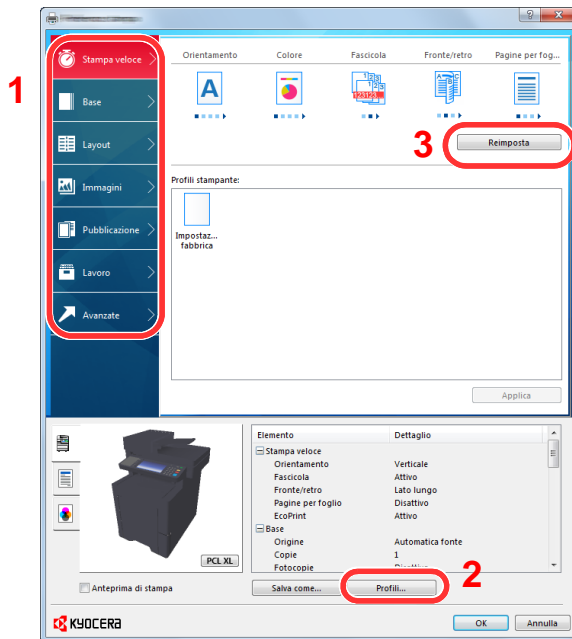 1
Stampa veloce
Base
Layout
Immagini
Pubblicazione
Lavoro
Avanzate
Orientamento Colore Fascicola Fronte/retro Pagine per fog...
A
123123...
3
Reimposta
Profili stampante:
Impostaz...
fabbrica
Applica
Elemento Dettaglio
Stampa veloce
Orientamento Verticale
Fascicola Attivo
Fronte/retro Lato lungo
Pagine per foglio Disattivo
EcoPrint Attivo
Base
Origine Automatica fonte
Copie 1
Fotocopie
PCL XL
2
Anteprima di stampa
Salva come... Profili...
KYOCERA
OK Annulla